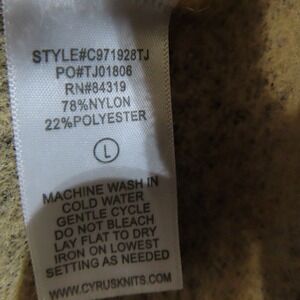 STYLE#C971928TJ
PO#TJ01806
RN#84319
78%NYLON
22%POLYESTER
L
MACHINE WASH IN
COLD WATER
GENTLE CYCLE
DO NOT BLEACH
LAY FLAT TO DRY
IRON ON LOWEST
SETTING AS NEEDED
WWW.CYRUSKNITS.COM